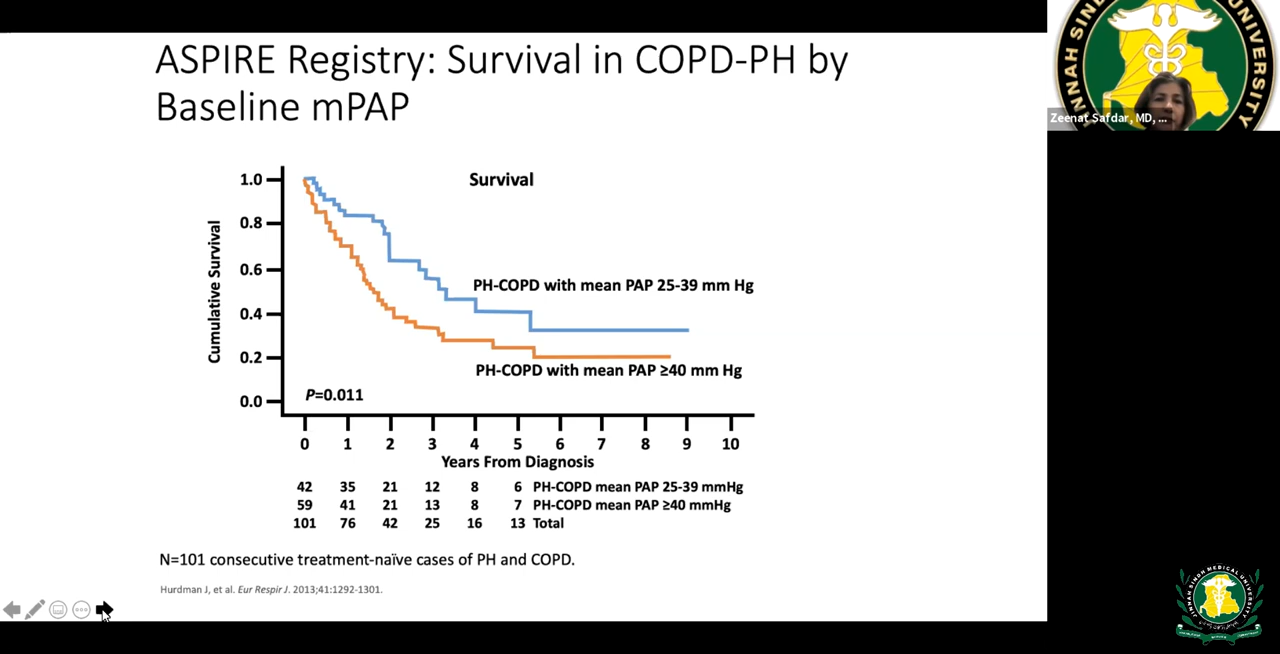 ASPIRE Registry: Survival in COPD-PH by
Baseline mPAP
Zeenat Safdar, MD, ...
Survival
Cumulative Survival
1.0
0.8
0.6
0.4
0.2
0.0
PH-COPD with mean PAP 25-39 mm Hg
PH-COPD with mean PAP ≥40 mm Hg
P=0.011
0 1 2 3 4 5 6 7 8 9 10
Years From Diagnosis
42 35 21 12 8 6 PH-COPD mean PAP 25-39 mmHg
59 41 21 13 8 7 PH-COPD mean PAP ≥40 mmHg
101 76 42 25 16 13 Total
N=101 consecutive treatment-naïve cases of PH and COPD.
Hurdman J, et al. Eur Respir J. 2013;41:1292-1301.
JINNAH SINDH MEDICAL UNIVERSITY